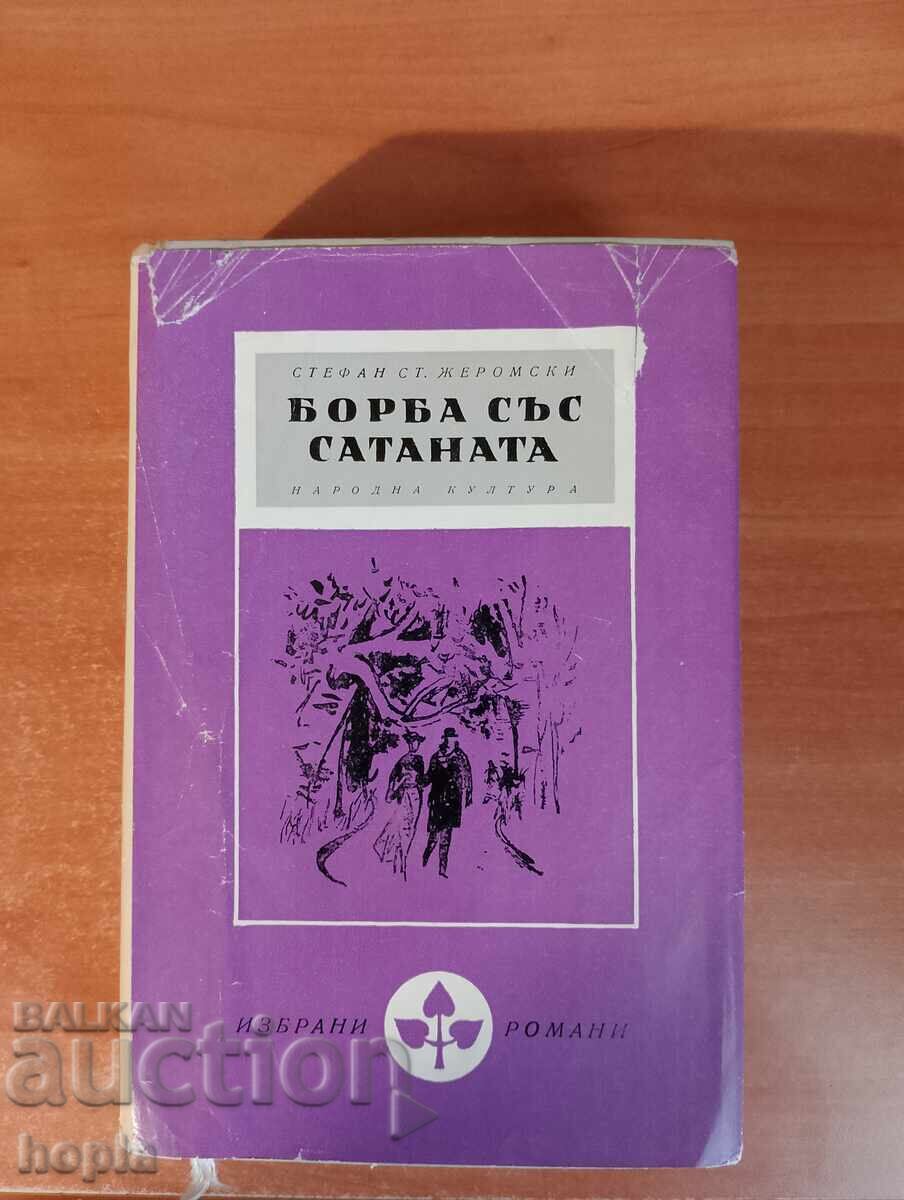 СТЕФАН СТ. ЖЕРОМСКИ
БОРБА СЪС
САТАНАТА
НАРОДНА КУЛТУРА
ИЗБРАНИ РОМАНИ
BALKAN
auction
hopla